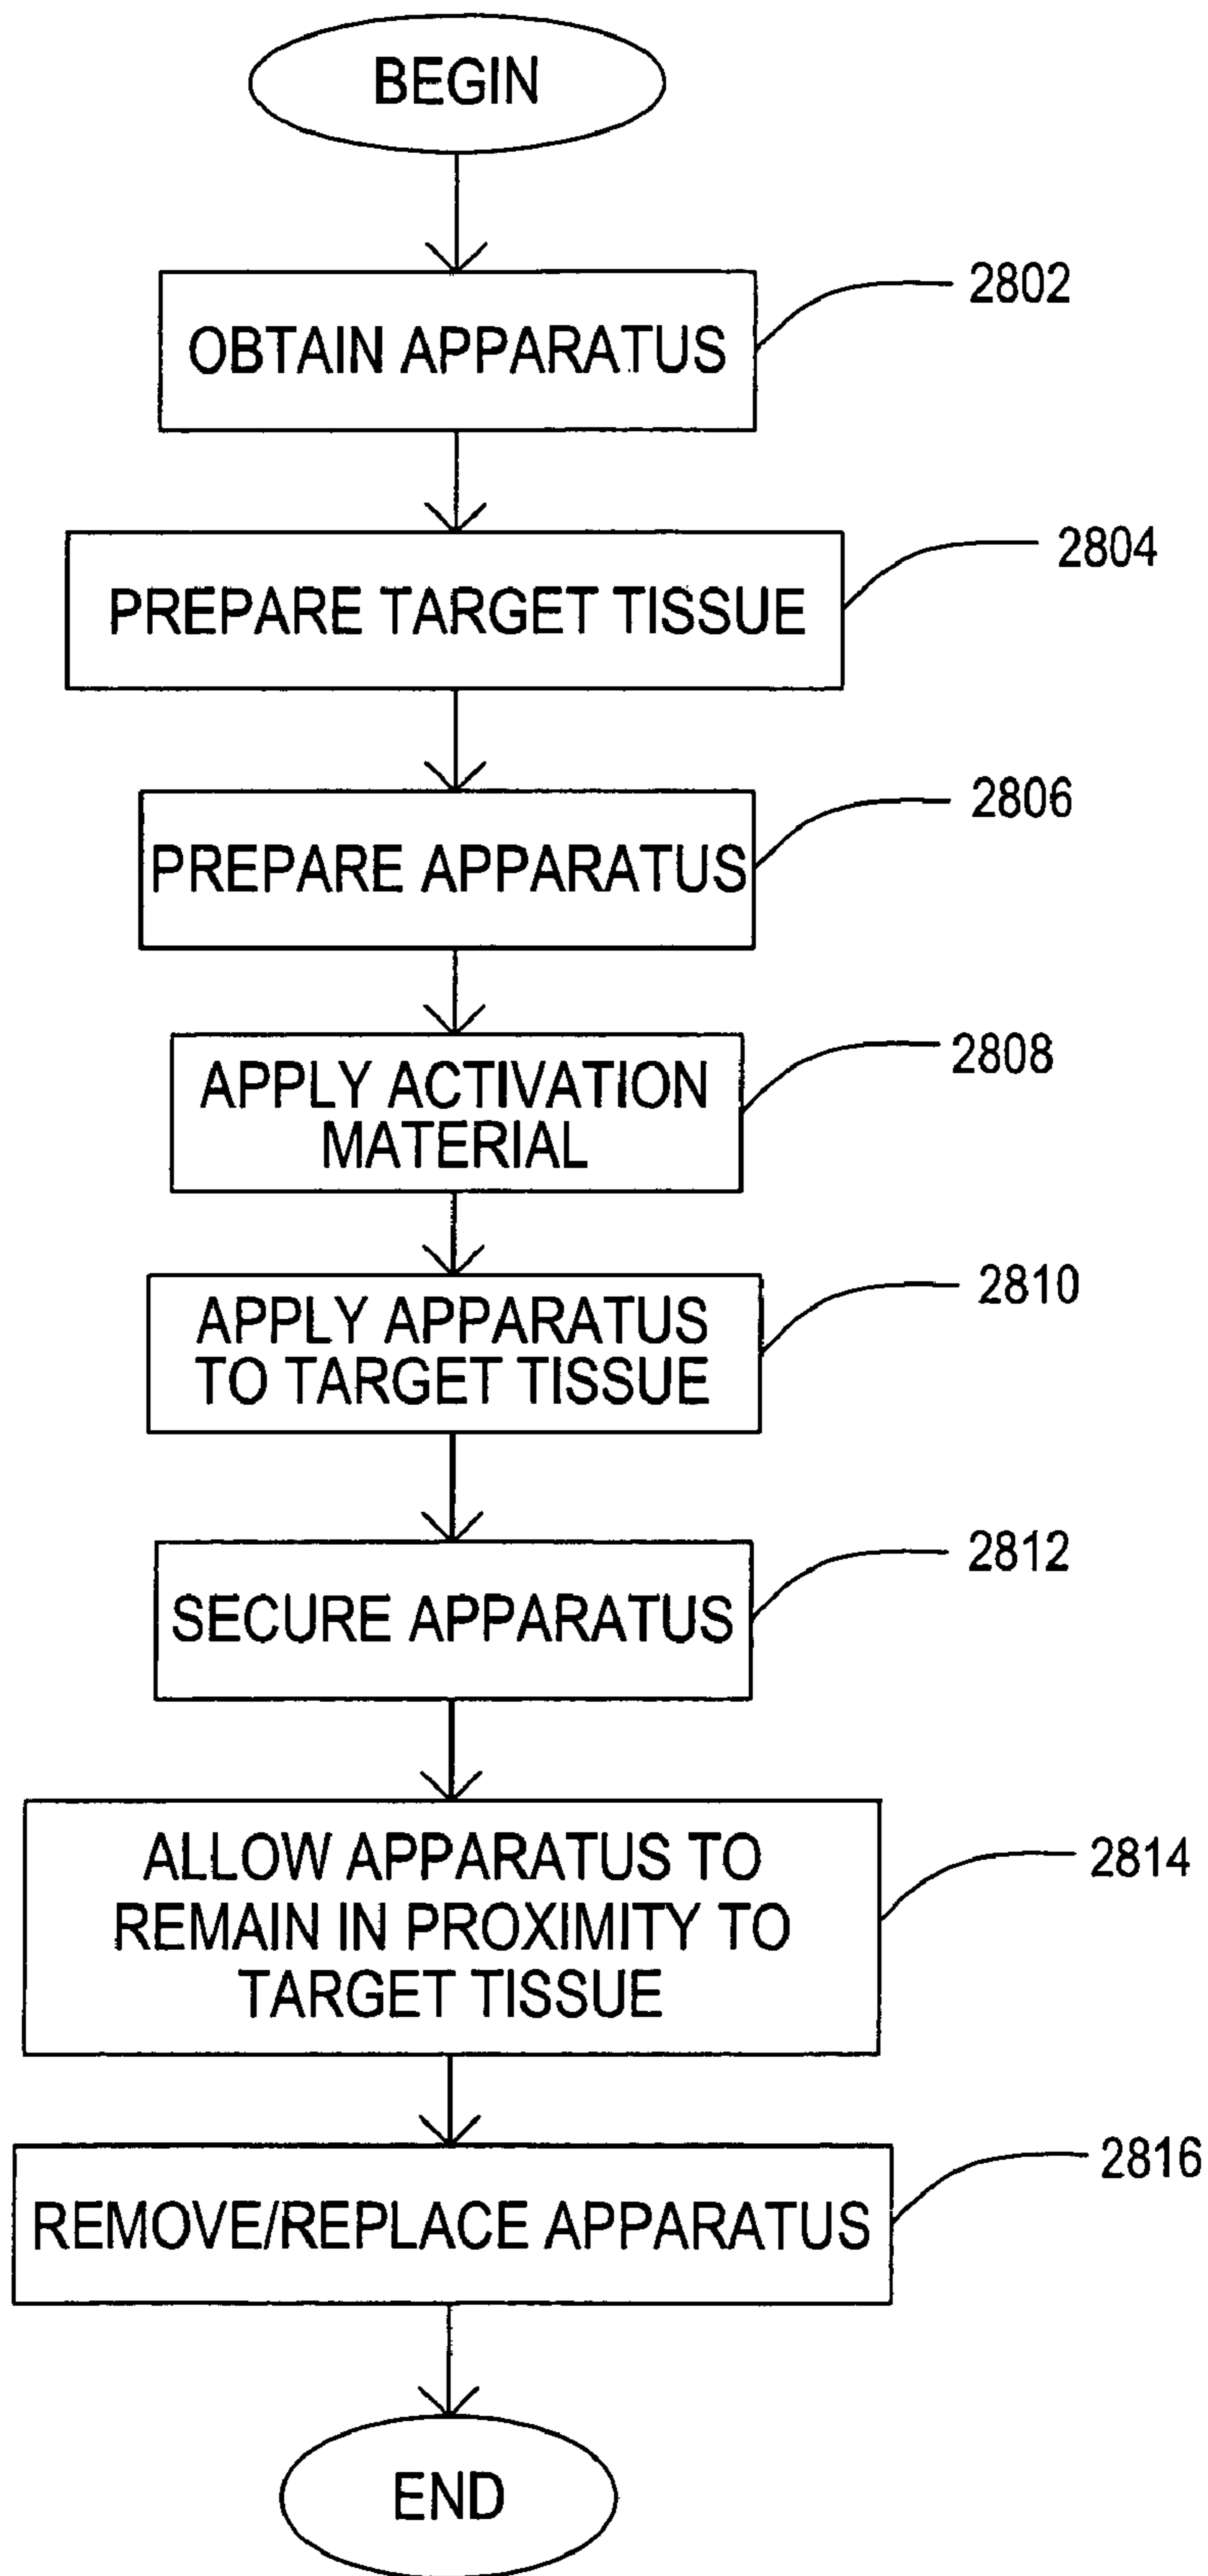 BEGIN
OBTAIN APPARATUS
2802
PREPARE TARGET TISSUE
2804
PREPARE APPARATUS
2806
APPLY ACTIVATION
MATERIAL
2808
APPLY APPARATUS
TO TARGET TISSUE
2810
SECURE APPARATUS
2812
ALLOW APPARATUS TO
REMAIN IN PROXIMITY TO
TARGET TISSUE
2814
REMOVE/REPLACE APPARATUS
2816
END